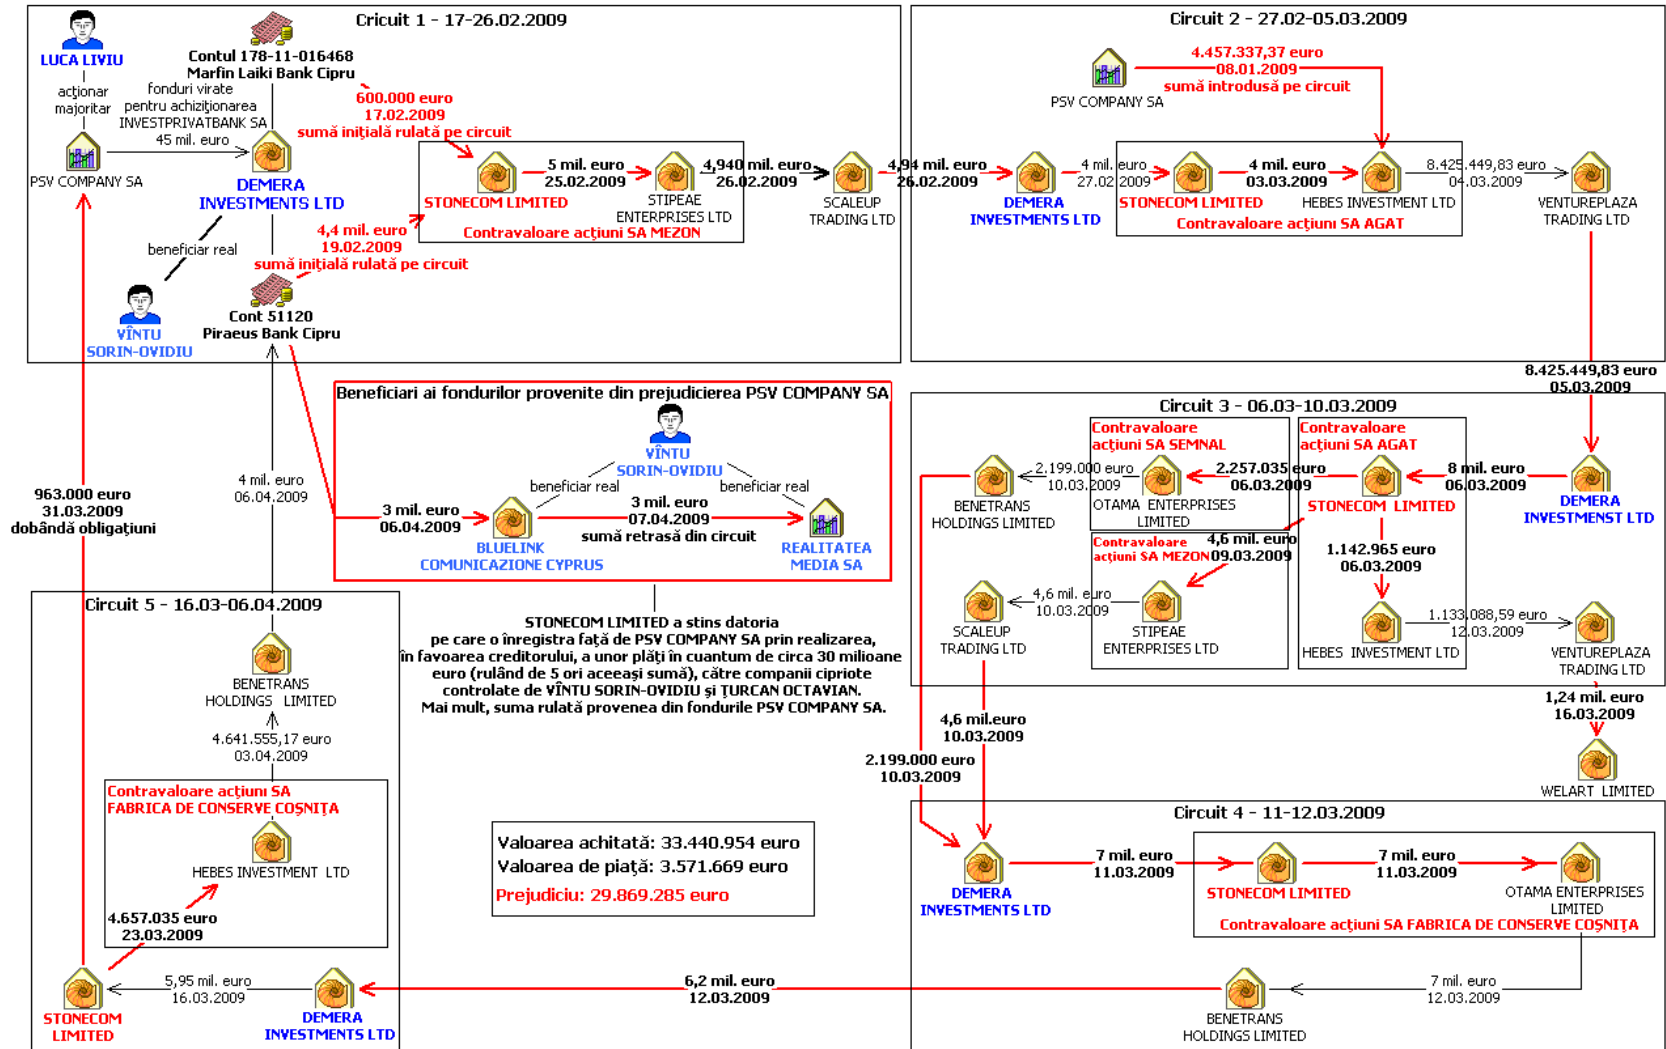 Cricuit 1 - 17-26.02.2009
LUCA LIVIU
acţionar
majoritar
PSV COMPANY SA
Contul 178-11-016468
Marfin Laiki Bank Cipru
fonduri virate
pentru achiziţionarea
INVESTPRIVATBANK SA
45 mil. euro
DEMERA
INVESTMENTS LTD
beneficiar real
VÎNTU
SORIN-OVIDIU
Cont 51120
Piraeus Bank Cipru
600.000 euro
17.02.2009
sumă iniţială rulată pe circuit
4,4 mil. euro
19.02.2009
sumă iniţială rulată pe circuit
STONECOM LIMITED
5 mil. euro
25.02.2009
STIPEAE
ENTERPRISES LTD
Contravaloare acţiuni SA MEZON
4,940 mil. euro
26.02.2009
SCALEUP
TRADING LTD
4,94 mil. euro
26.02.2009
Circuit 2 - 27.02-05.03.2009
PSV COMPANY SA
4.457.337,37 euro
08.01.2009
sumă introdusă pe circuit
DEMERA
INVESTMENTS LTD
4 mil. euro
27.02.2009
STONECOM LIMITED
4 mil. euro
03.03.2009
HEBES INVESTMENT LTD
Contravaloare acţiuni SA AGAT
8.425.449,83 euro
04.03.2009
VENTUREPLAZA
TRADING LTD
8.425.449,83 euro
05.03.2009
Beneficiari ai fondurilor provenite din prejudicierea PSV COMPANY SA
VÎNTU
SORIN-OVIDIU
beneficiar real
beneficiar real
3 mil. euro
06.04.2009
BLUELINK
COMUNICAZIONE CYPRUS
3 mil. euro
07.04.2009
sumă retrasă din circuit
REALITATEA
MEDIA SA
STONECOM LIMITED a stins datoria
pe care o înregistra faţă de PSV COMPANY SA prin realizarea,
în favoarea creditorului, a unor plăţi în cuantum de circa 30 milioane
euro (rulând de 5 ori aceeaşi sumă), către companii cipriote
controlate de VÎNTU SORIN-OVIDIU şi ŢURCAN OCTAVIAN.
Mai mult, suma rulată provenea din fondurile PSV COMPANY SA.
Circuit 3 - 06.03-10.03.2009
Contravaloare
acţiuni SA SEMNAL
Contravaloare
acţiuni SA AGAT
2.199.000 euro
10.03.2009
BENETRANS
HOLDINGS LIMITED
OTAMA ENTERPRISES
LIMITED
2.257.035 euro
06.03.2009
STONECOM LIMITED
8 mil. euro
06.03.2009
DEMERA
INVESTMENST LTD
Contravaloare
acţiuni SA MEZON
4,6 mil. euro
09.03.2009
1.142.965 euro
06.03.2009
SCALEUP
TRADING LTD
4,6 mil. euro
10.03.2009
STIPEAE
ENTERPRISES LTD
HEBES INVESTMENT LTD
1.133.088,59 euro
12.03.2009
VENTUREPLAZA
TRADING LTD
1,24 mil. euro
16.03.2009
WELART LIMITED
4,6 mil.euro
10.03.2009
2.199.000 euro
10.03.2009
Circuit 4 - 11-12.03.2009
DEMERA
INVESTMENTS LTD
7 mil. euro
11.03.2009
STONECOM LIMITED
7 mil. euro
11.03.2009
OTAMA ENTERPRISES
LIMITED
Contravaloare acţiuni SA FABRICA DE CONSERVE COŞNIŢA
7 mil. euro
12.03.2009
BENETRANS
HOLDINGS LIMITED
6,2 mil. euro
12.03.2009
4 mil. euro
06.04.2009
963.000 euro
31.03.2009
dobândă obligaţiuni
Circuit 5 - 16.03-06.04.2009
BENETRANS
HOLDINGS LIMITED
4.641.555,17 euro
03.04.2009
Contravaloare acţiuni SA
FABRICA DE CONSERVE COŞNIŢA
HEBES INVESTMENT LTD
4.657.035 euro
23.03.2009
STONECOM
LIMITED
5,95 mil. euro
16.03.2009
DEMERA
INVESTMENTS LTD
Valoarea achitată: 33.440.954 euro
Valoarea de piaţă: 3.571.669 euro
Prejudiciu: 29.869.285 euro